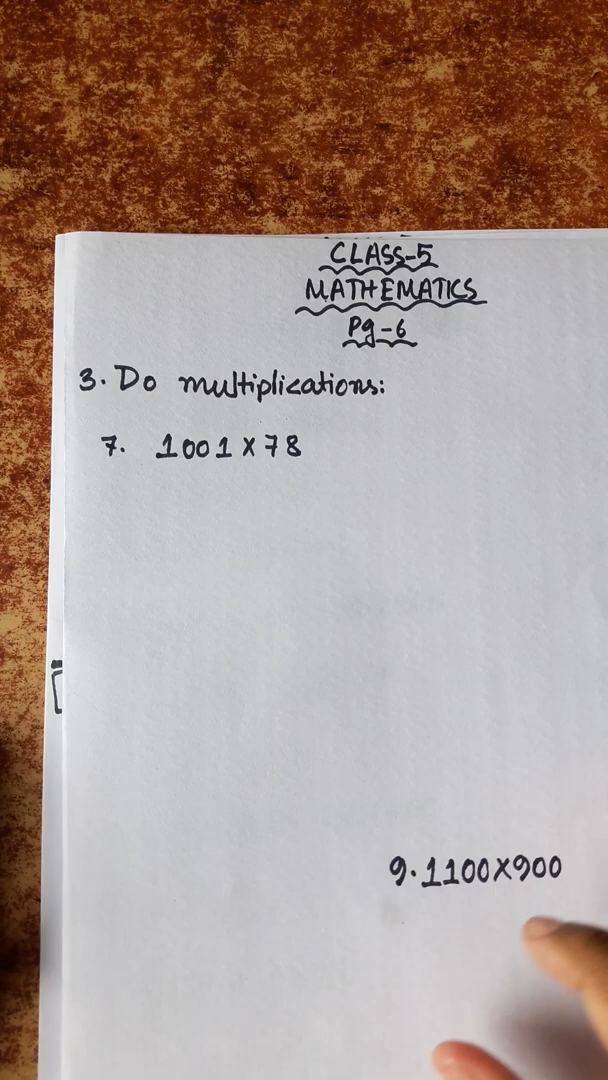 CLASS-5
MATHEMATICS
Pg-6
3. Do multiplications:
7. 1001 X 78
9. 1100X900